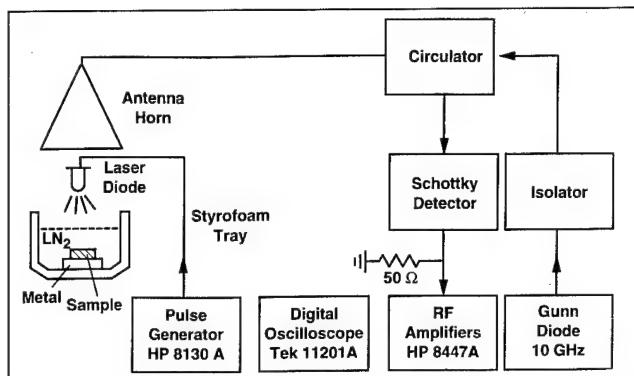 Circulator
Antenna
Horn
Laser
Diode
Schottky
Detector
Isolator
Styrofoam
Tray
LN2
50 Ω
Metal
Sample
Pulse
Generator
HP 8130 A
Digital
Oscilloscope
Tek 11201A
RF
Amplifiers
HP 8447A
Gunn
Diode
10 GHz